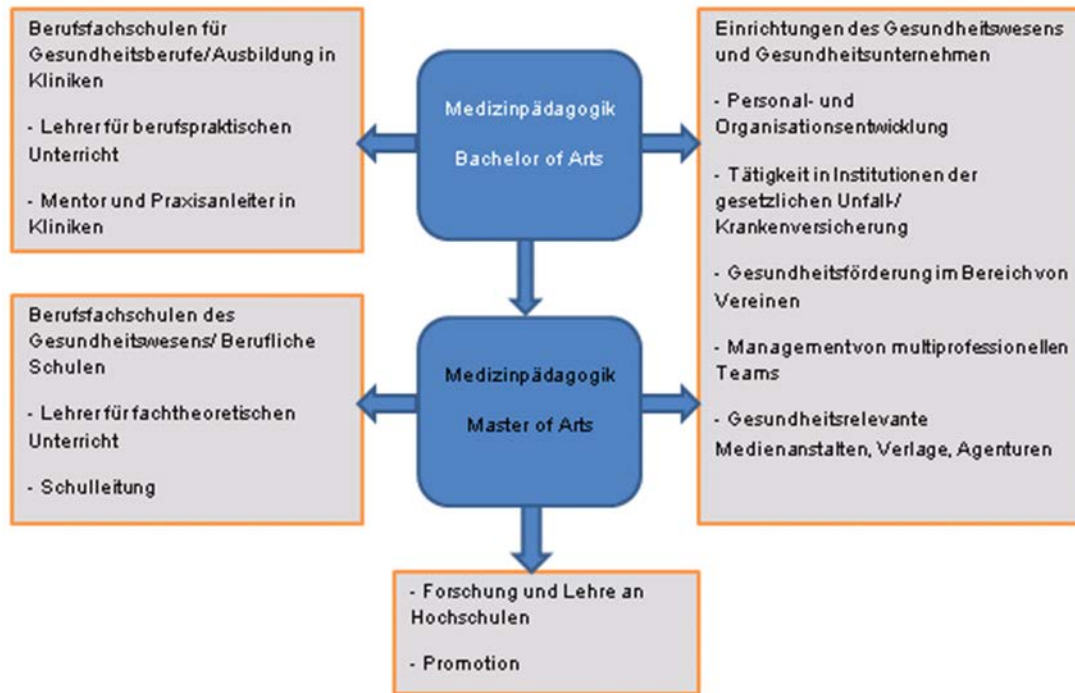 Berufsfachschulen für
Gesundheitsberufe/Ausbildung in
Kliniken
- Lehrer für berufspraktischen
Unterricht
- Mentor und Praxisanleiter in
Kliniken
Medizinpädagogik
Bachelor of Arts
Einrichtungen des Gesundheitswesens
und Gesundheitsunternehmen
- Personal- und
Organisationsentwicklung
- Tätigkeit in Institutionen der
gesetzlichen Unfall-/
Krankenversicherung
- Gesundheitsförderung im Bereich von
Vereinen
- Management von multiprofessionellen
Teams
- Gesundheitsrelevante
Medienanstalten, Verlage, Agenturen
Berufsfachschulen des
Gesundheitswesens/ Berufliche
Schulen
- Lehrer für fachtheoretischen
Unterricht
- Schulleitung
Medizinpädagogik
Master of Arts
- Forschung und Lehre an
Hochschulen
- Promotion